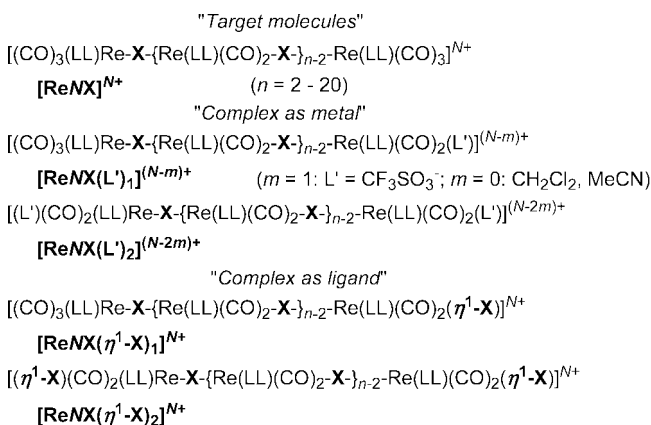 "Target molecules"
[(CO)₃(LL)Re-X-{Re(LL)(CO)₂-X-}ₙ₋₂-Re(LL)(CO)₃]ᴺ⁺
[ReNX]ᴺ⁺ (n = 2 - 20)
"Complex as metal"
[(CO)₃(LL)Re-X-{Re(LL)(CO)₂-X-}ₙ₋₂-Re(LL)(CO)₂(L')]⁽ᴺ⁻ᵐ⁾⁺
[ReNX(L')₁]⁽ᴺ⁻ᵐ⁾⁺ (m = 1: L' = CF₃SO₃⁻; m = 0: CH₂Cl₂, MeCN)
[(L')(CO)₂(LL)Re-X-{Re(LL)(CO)₂-X-}ₙ₋₂-Re(LL)(CO)₂(L')]⁽ᴺ⁻²ᵐ⁾⁺
[ReNX(L')₂]⁽ᴺ⁻²ᵐ⁾⁺
"Complex as ligand"
[(CO)₃(LL)Re-X-{Re(LL)(CO)₂-X-}ₙ₋₂-Re(LL)(CO)₂(η¹-X)]ᴺ⁺
[ReNX(η¹-X)₁]ᴺ⁺
[(η¹-X)(CO)₂(LL)Re-X-{Re(LL)(CO)₂-X-}ₙ₋₂-Re(LL)(CO)₂(η¹-X)]ᴺ⁺
[ReNX(η¹-X)₂]ᴺ⁺